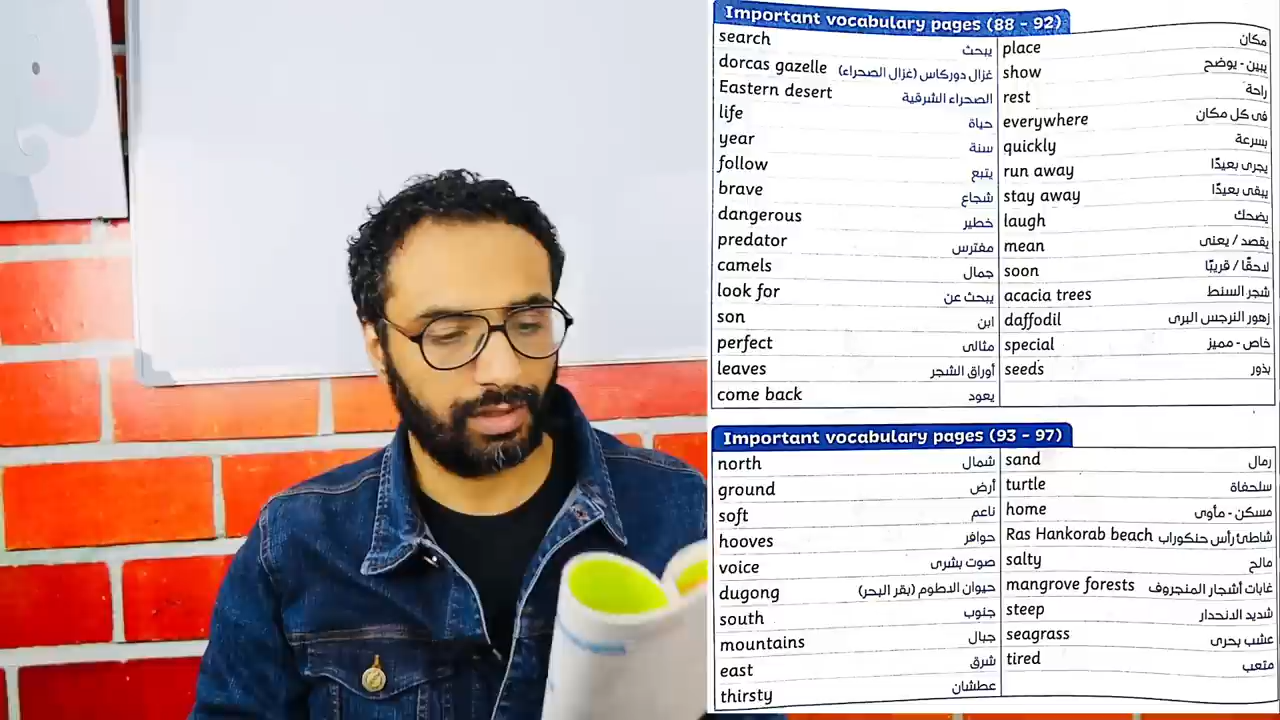 Important vocabulary pages (88 - 92)
search يبحث
dorcas gazelle غزال دوركاس (غزال الصحراء)
Eastern desert الصحراء الشرقية
life حياة
year سنة
follow يتبع
brave شجاع
dangerous خطير
predator مفترس
camels جمال
look for يبحث عن
son ابن
perfect مثالى
leaves أوراق الشجر
come back يعود
place مكان
show يبين - يوضح
rest راحة
everywhere فى كل مكان
quickly بسرعة
run away يجرى بعيدًا
stay away يبقى بعيدًا
laugh يضحك
mean يقصد / يعنى
soon لاحقًا / قريبًا
acacia trees شجر السنط
daffodil زهور النرجس البرى
special خاص - مميز
seeds بذور
Important vocabulary pages (93 - 97)
north شمال
ground أرض
soft ناعم
hooves حوافر
voice صوت بشرى
dugong حيوان الاطوم (بقر البحر)
south جنوب
mountains جبال
east شرق
thirsty عطشان
sand رمال
turtle سلحفاة
home مسكن - مأوى
Ras Hankorab beach شاطئ رأس حنكوراب
salty مالح
mangrove forests غابات أشجار المنجروف
steep شديد الانحدار
seagrass عشب بحرى
tired متعب